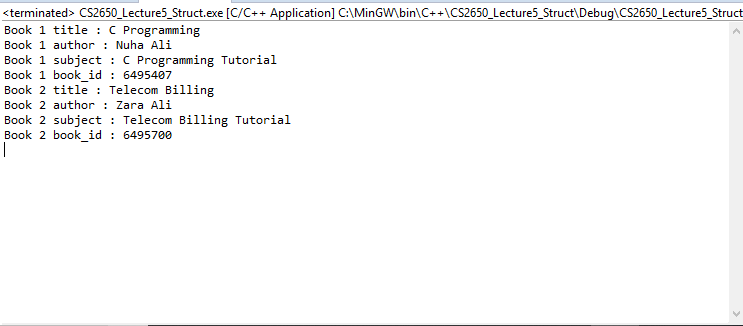 <terminated> CS2650_Lecture5_Struct.exe [C/C++ Application] C:\MinGW\bin\C++\CS2650_Lecture5_Struct\Debug\CS2650_Lecture5_Struct
Book 1 title : C Programming
Book 1 author : Nuha Ali
Book 1 subject : C Programming Tutorial
Book 1 book_id : 6495407
Book 2 title : Telecom Billing
Book 2 author : Zara Ali
Book 2 subject : Telecom Billing Tutorial
Book 2 book_id : 6495700